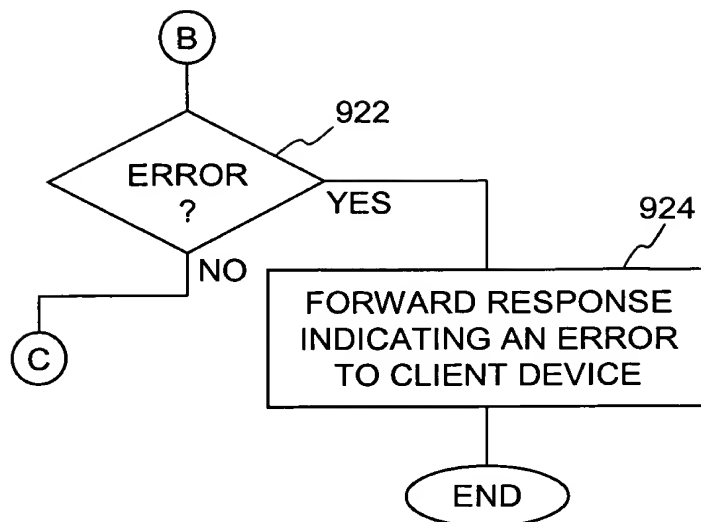 B
922
ERROR
?
YES
924
NO
FORWARD RESPONSE
INDICATING AN ERROR
TO CLIENT DEVICE
C
END